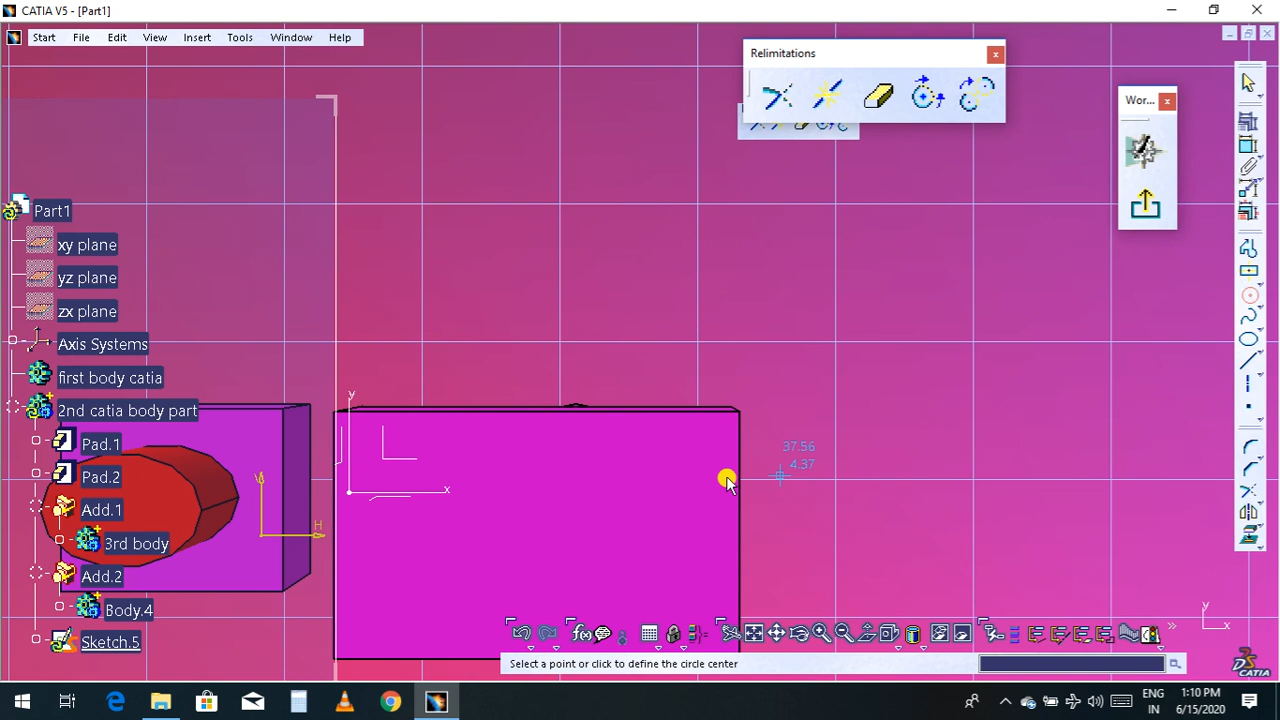 CATIA V5 - [Part1]
Start File Edit View Insert Tools Window Help
Relimitations
Wor...
Part1
xy plane
yz plane
zx plane
Axis Systems
first body catia
2nd catia body part
Pad.1
Pad.2
Add.1
3rd body
Add.2
Body.4
Sketch.5
y
x
V
H
37.56
4.37
y
x
f(x)
Select a point or click to define the circle center
ENG
IN
1:10 PM
6/15/2020